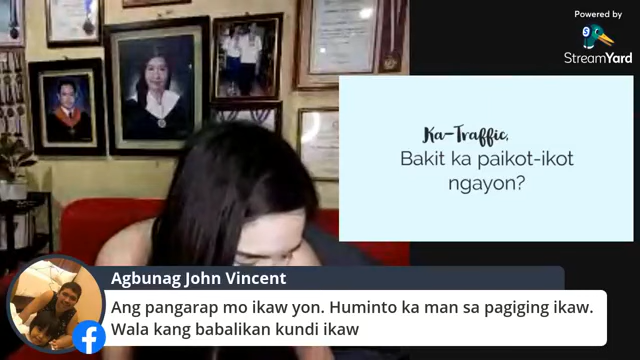 Powered by
StreamYard
Ka-Traffic,
Bakit ka paikot-ikot
ngayon?
Agbunag John Vincent
Ang pangarap mo ikaw yon. Huminto ka man sa pagiging ikaw.
Wala kang babalikan kundi ikaw